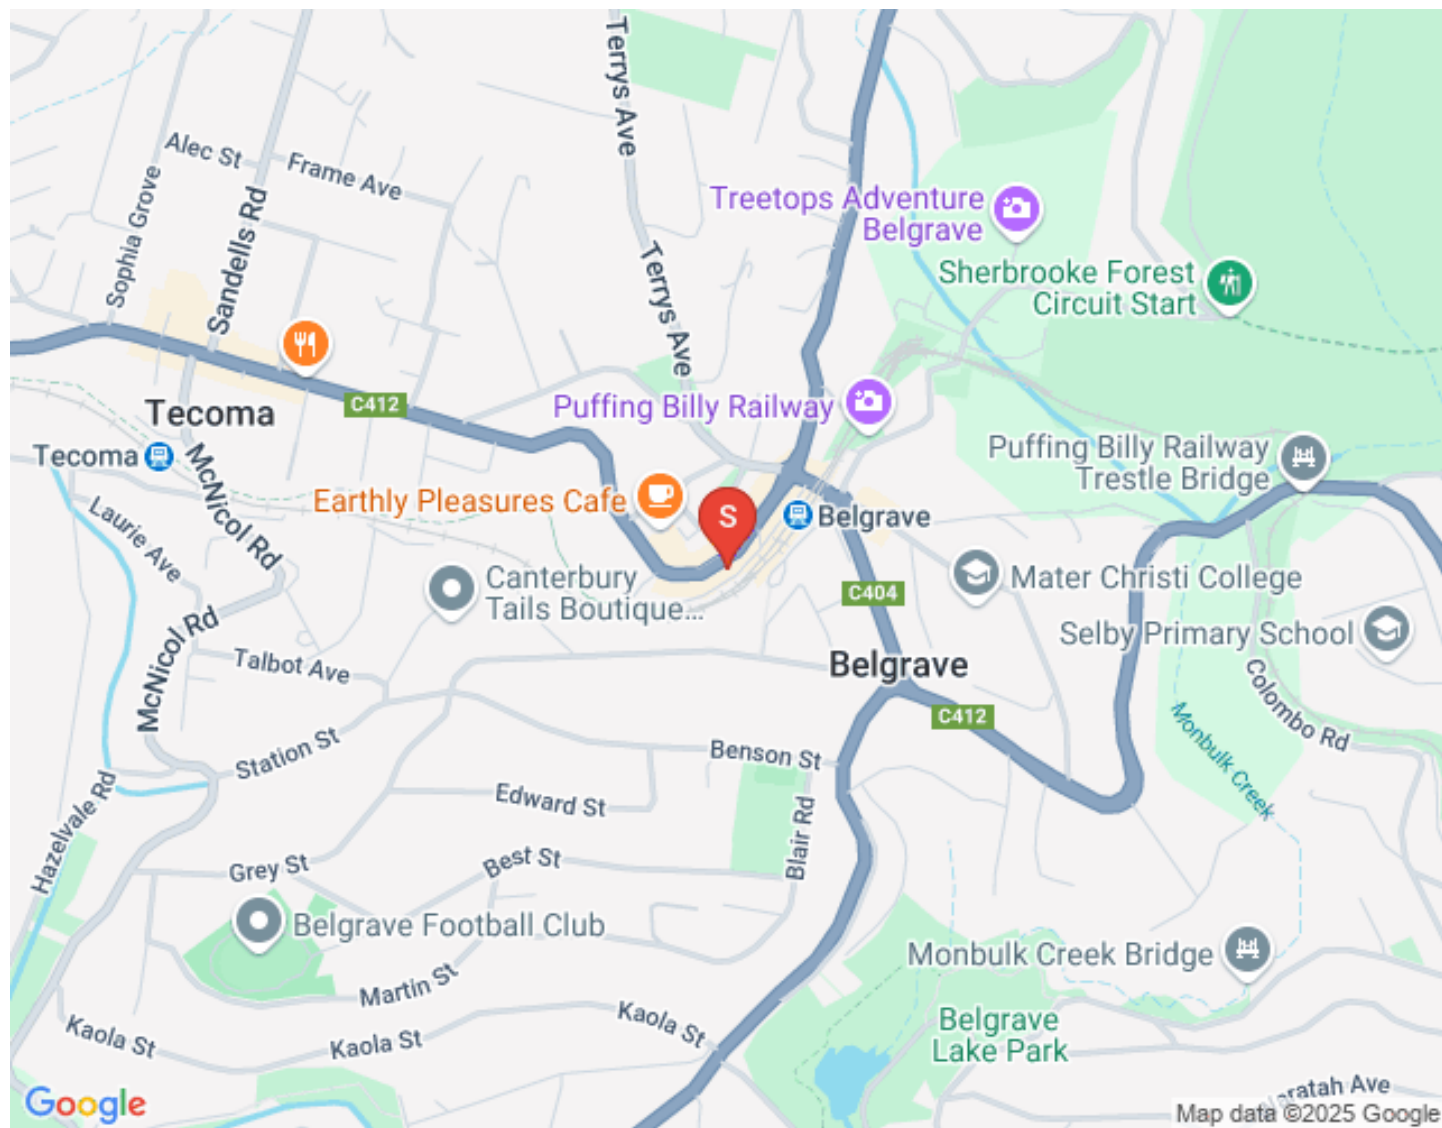 Terrys Ave
Alec St
Frame Ave
Sophia Grove
Sandells Rd
Treetops Adventure
Belgrave
Terrys Ave
Sherbrooke Forest
Circuit Start
C412
Tecoma
Puffing Billy Railway
Tecoma
McNicol Rd
Puffing Billy Railway
Trestle Bridge
Earthly Pleasures Cafe
S
Belgrave
Laurie Ave
Canterbury
Tails Boutique...
Mater Christi College
C404
McNicol Rd
Selby Primary School
Talbot Ave
Belgrave
C412
Colombo Rd
Station St
Benson St
Monbulk Creek
Edward St
Hazelvale Rd
Blair Rd
Grey St
Best St
Belgrave Football Club
Monbulk Creek Bridge
Martin St
Kaola St
Kaola St
Kaola St
Belgrave
Lake Park
Google
ratah Ave
Map data ©2025 Google